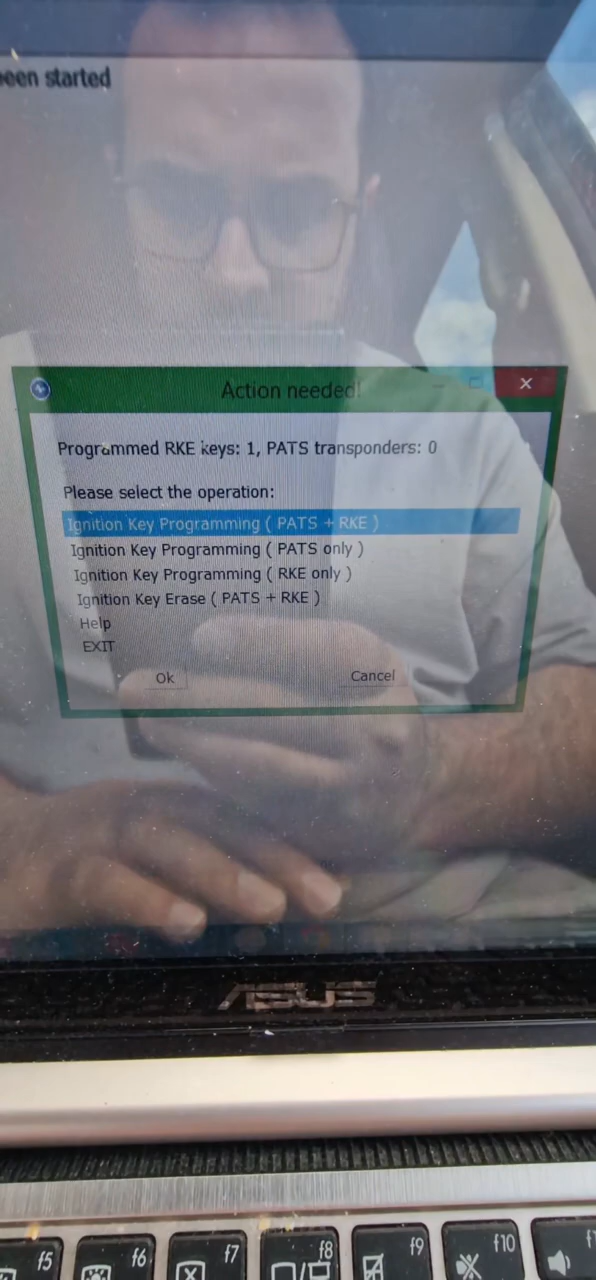 been started
Action needed!
Programmed RKE keys: 1, PATS transponders: 0
Please select the operation:
Ignition Key Programming ( PATS + RKE )
Ignition Key Programming ( PATS only )
Ignition Key Programming ( RKE only )
Ignition Key Erase ( PATS + RKE )
Help
EXIT
Ok Cancel
ASUS
f5 f6 f7 f8 f9 f10